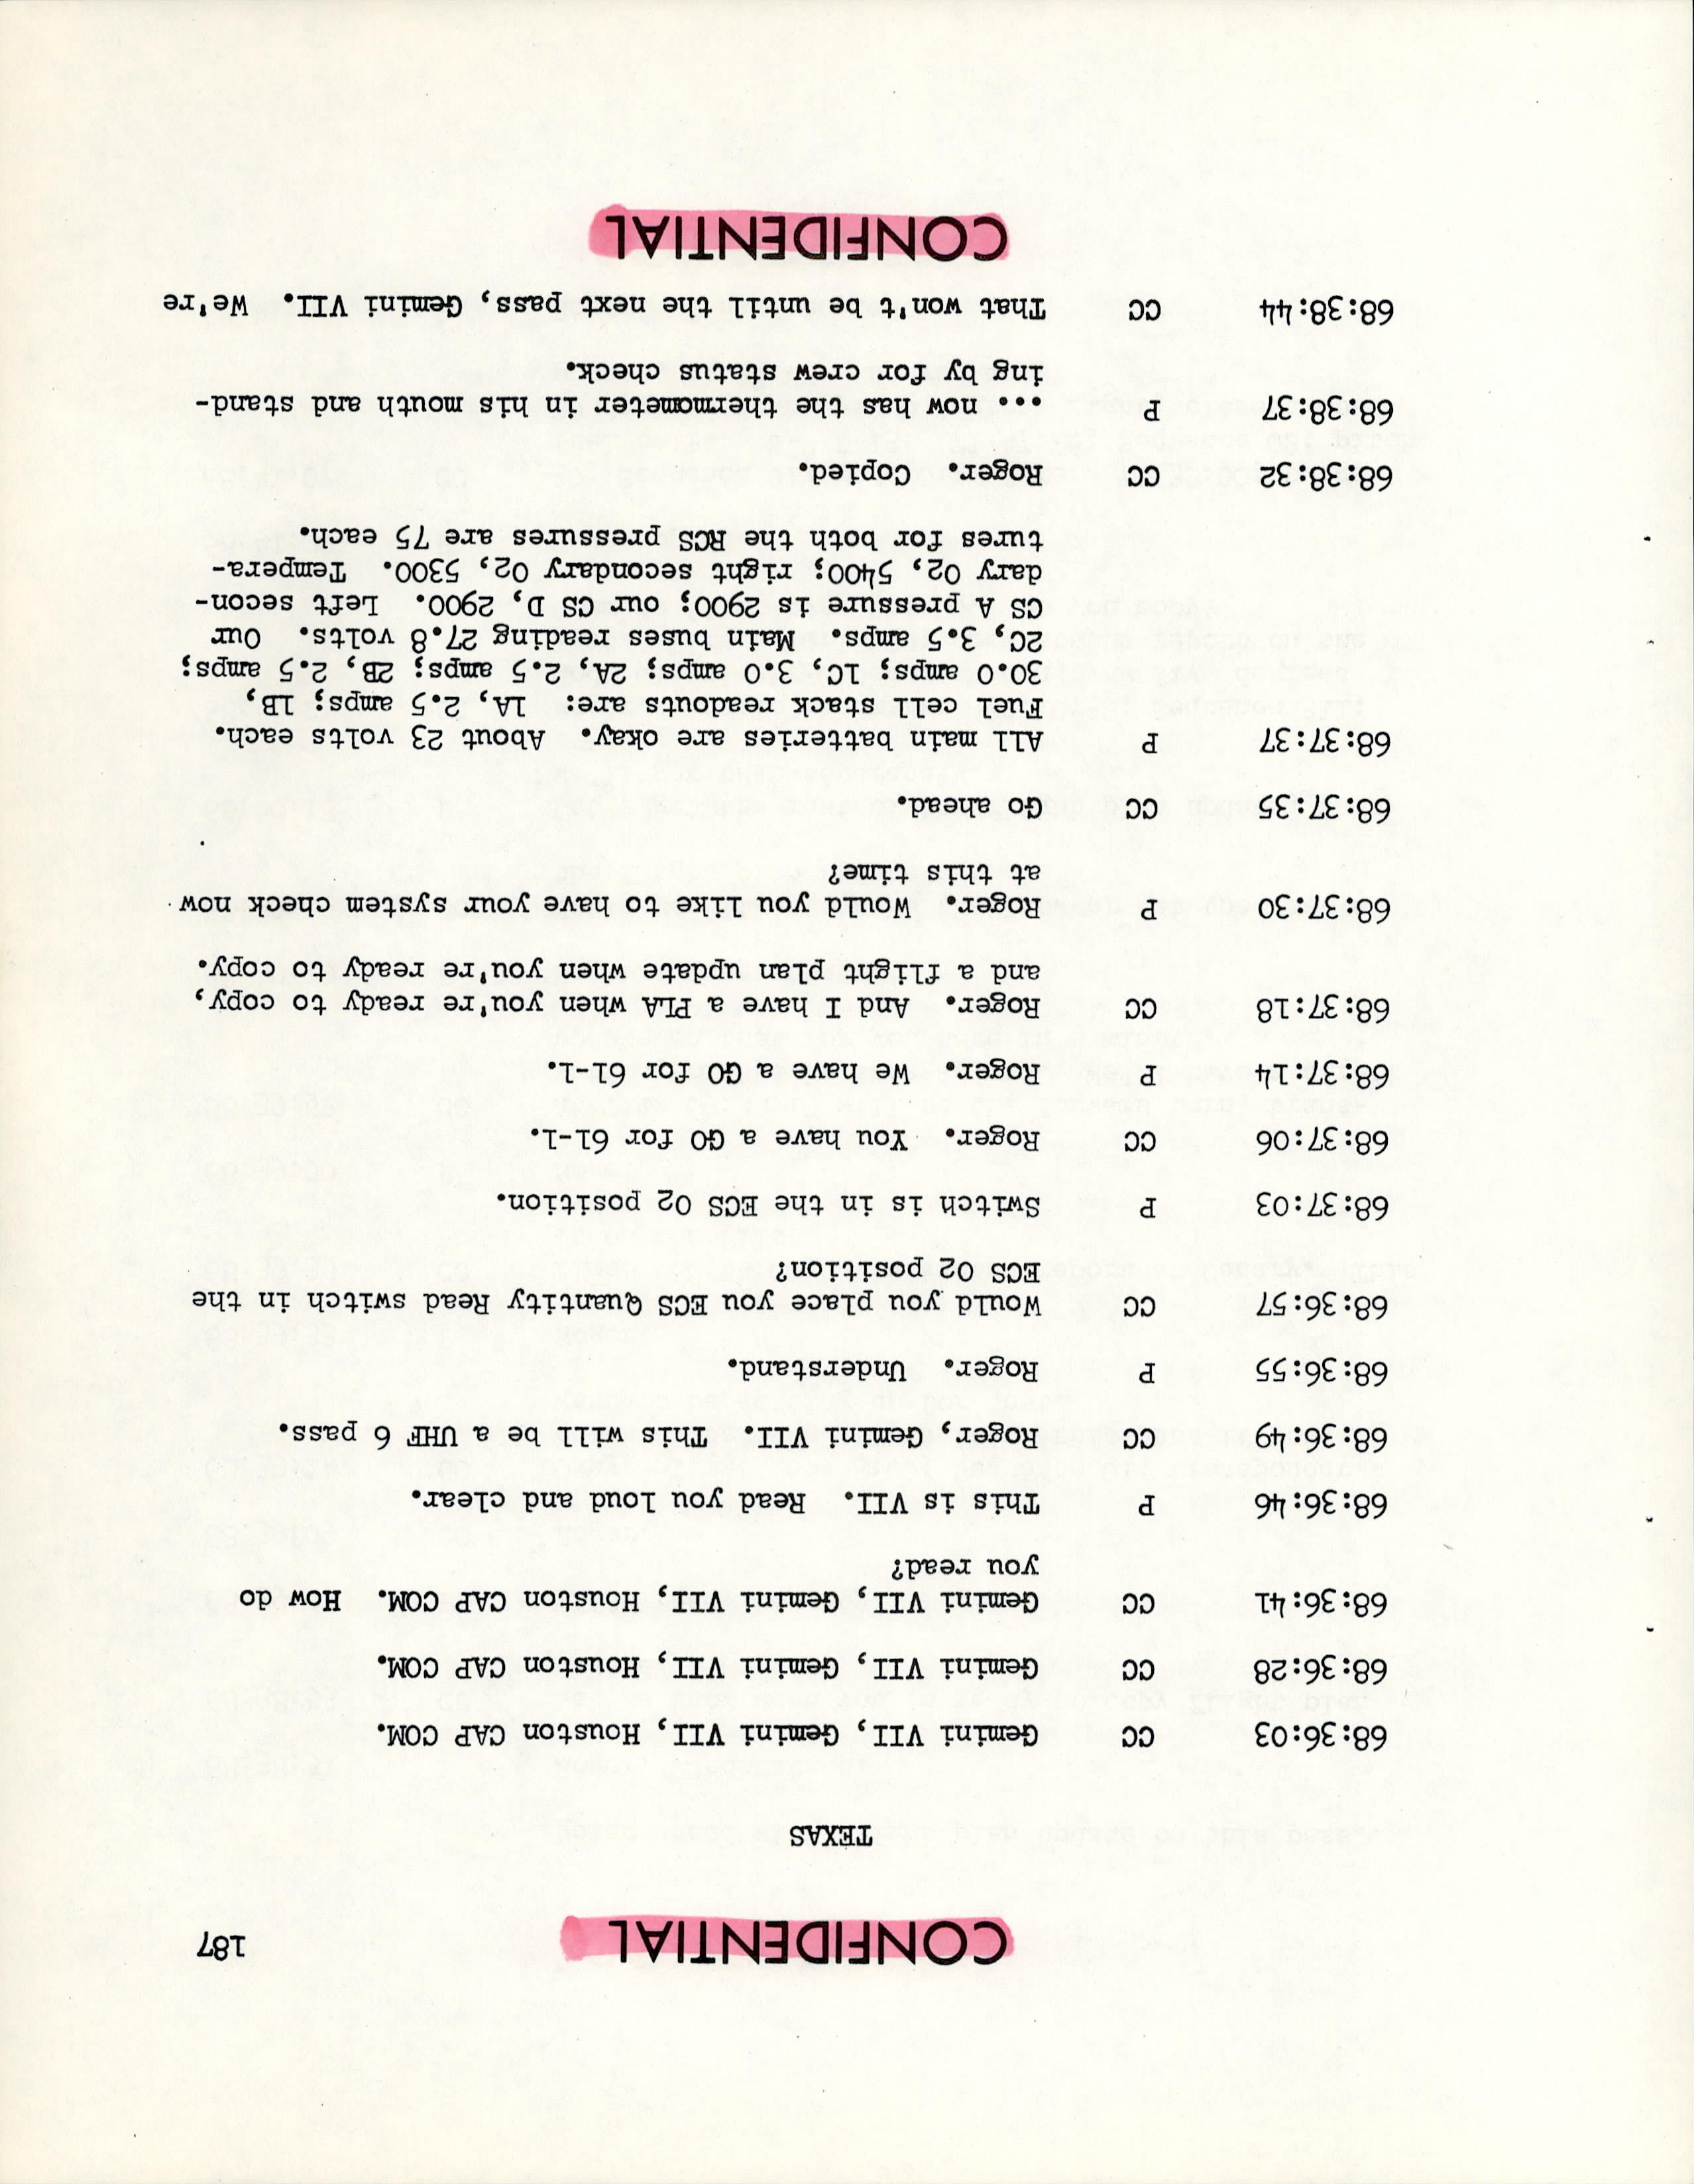 CONFIDENTIAL 187
TEXAS
68:36:03 CC Gemini VII, Gemini VII, Houston CAP COM.
68:36:28 CC Gemini VII, Gemini VII, Houston CAP COM.
68:36:41 CC Gemini VII, Gemini VII, Houston CAP COM. How do
you read?
68:36:46 P This is VII. Read you loud and clear.
68:36:49 CC Roger, Gemini VII. This will be a UHF 6 pass.
68:36:55 P Roger. Understand.
68:36:57 CC Would you place you ECS Quantity Read switch in the
ECS O2 position?
68:37:03 P Switch is in the ECS O2 position.
68:37:06 CC Roger. You have a GO for 61-1.
68:37:14 P Roger. We have a GO for 61-1.
68:37:18 CC Roger. And I have a PLA when you're ready to copy,
and a flight plan update when you're ready to copy.
68:37:30 P Roger. Would you like to have your system check now
at this time?
68:37:35 CC Go ahead.
68:37:37 P All main batteries are okay. About 23 volts each.
Fuel cell stack readouts are: 1A, 2.5 amps; 1B,
30.0 amps; 1C, 3.0 amps; 2A, 2.5 amps; 2B, 2.5 amps;
2C, 3.5 amps. Main buses reading 27.8 volts. Our
CS A pressure is 2900; our CS D, 2900. Left secon-
dary O2, 5400; right secondary O2, 5300. Tempera-
tures for both the RCS pressures are 75 each.
68:38:32 CC Roger. Copied.
68:38:37 P ... now has the thermometer in his mouth and stand-
ing by for crew status check.
68:38:44 CC That won't be until the next pass, Gemini VII. We're
CONFIDENTIAL